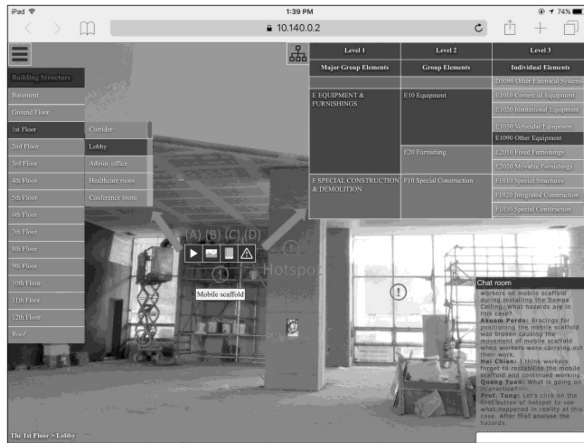 iPad
1:39 PM
74%
10.140.0.2
Level 1
Level 2
Level 3
Major Group Elements
Group Elements
Individual Elements
D5090 Other Electrical Systems
E EQUIPMENT &
FURNISHINGS
E10 Equipment
E1010 Comercial Equipment
E1020 Institutional Equipment
E1030 Vehicular Equipment
E1090 Other Equipment
E20 Furnishing
E2010 Fixed Furnishings
E2020 Movable Furnishings
F SPECIAL CONSTRUCTION
& DEMOLITION
F10 Special Construction
F1010 Special Structures
F1020 Integrated Construction
F1030 Special Construction
Building Structure
Basment
Ground Floor
1st Floor
2nd Floor
3rd Floor
4th Floor
5th Floor
6th Floor
7th Floor
8th Floor
9th Floor
10th Floor
11th Floor
12th Floor
Roof
Corridor
Lobby
Admin. office
Healthcare room
Conference room
(A) (B) (C) (D)
Hotspot
Mobile scaffold
Chat room
workers on mobile scaffold
during installing the Dampa
Ceiling. What hazards are in
this case?
Akeem Perdo: Bracings for
positioning the mobile scaffold
was broken causing the
movement of mobile scaffold
when workers were carrying out
their work.
Hai Chian: I think workers
forget to restabilise the mobile
scaffold and continued working.
Quang Tuan: What is going on
in practice?
Prof. Tung: Let's click on the
first button of hotspot to see
what happened in reality at this
case. After that analyse the
hazards.
The 1st Floor > Lobby